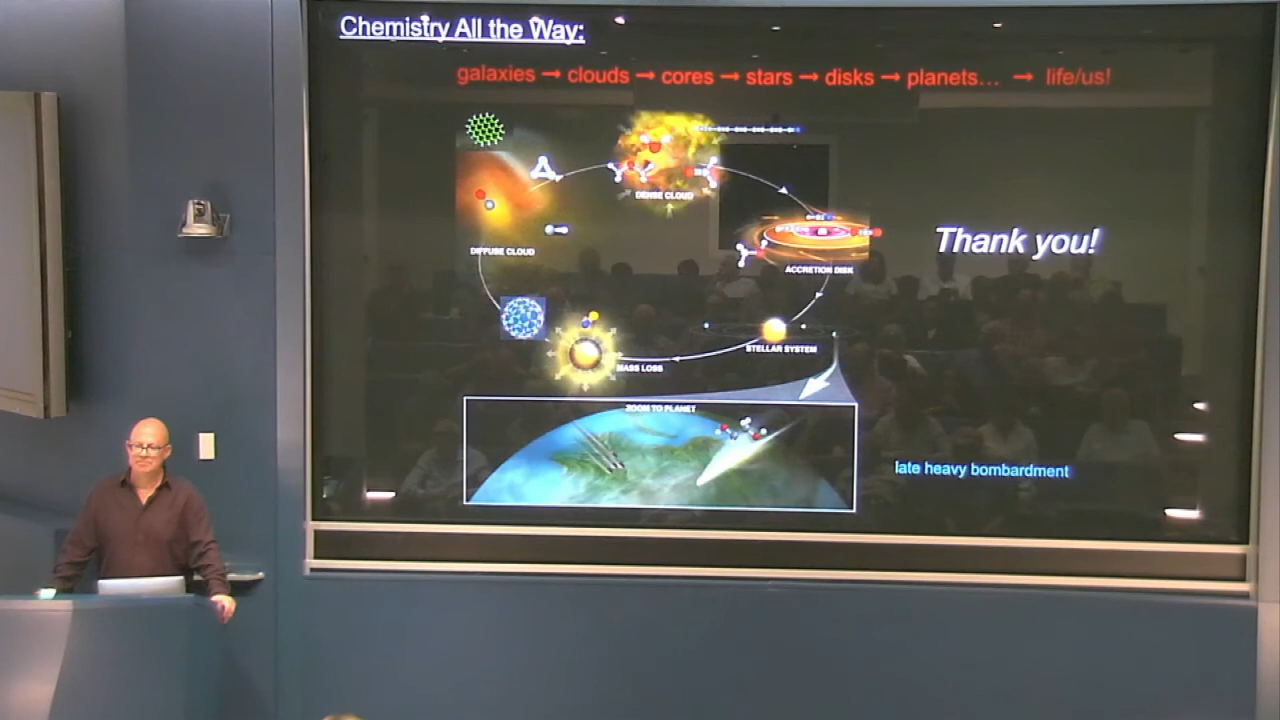 Chemistry All the Way:
galaxies → clouds → cores → stars → disks → planets... → life/us!
DENSE CLOUD
Thank you!
DIFFUSE CLOUD
ACCRETION DISK
STELLAR SYSTEM
MASS LOSS
ZOOM TO PLANET
late heavy bombardment